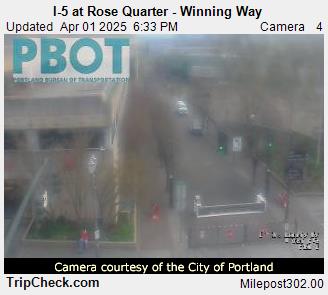 I-5 at Rose Quarter - Winning Way
Updated Apr 01 2025 6:33 PM Camera 4
PBOT
PORTLAND BUREAU OF TRANSPORTATION
Camera courtesy of the City of Portland
TripCheck.com Milepost302.00